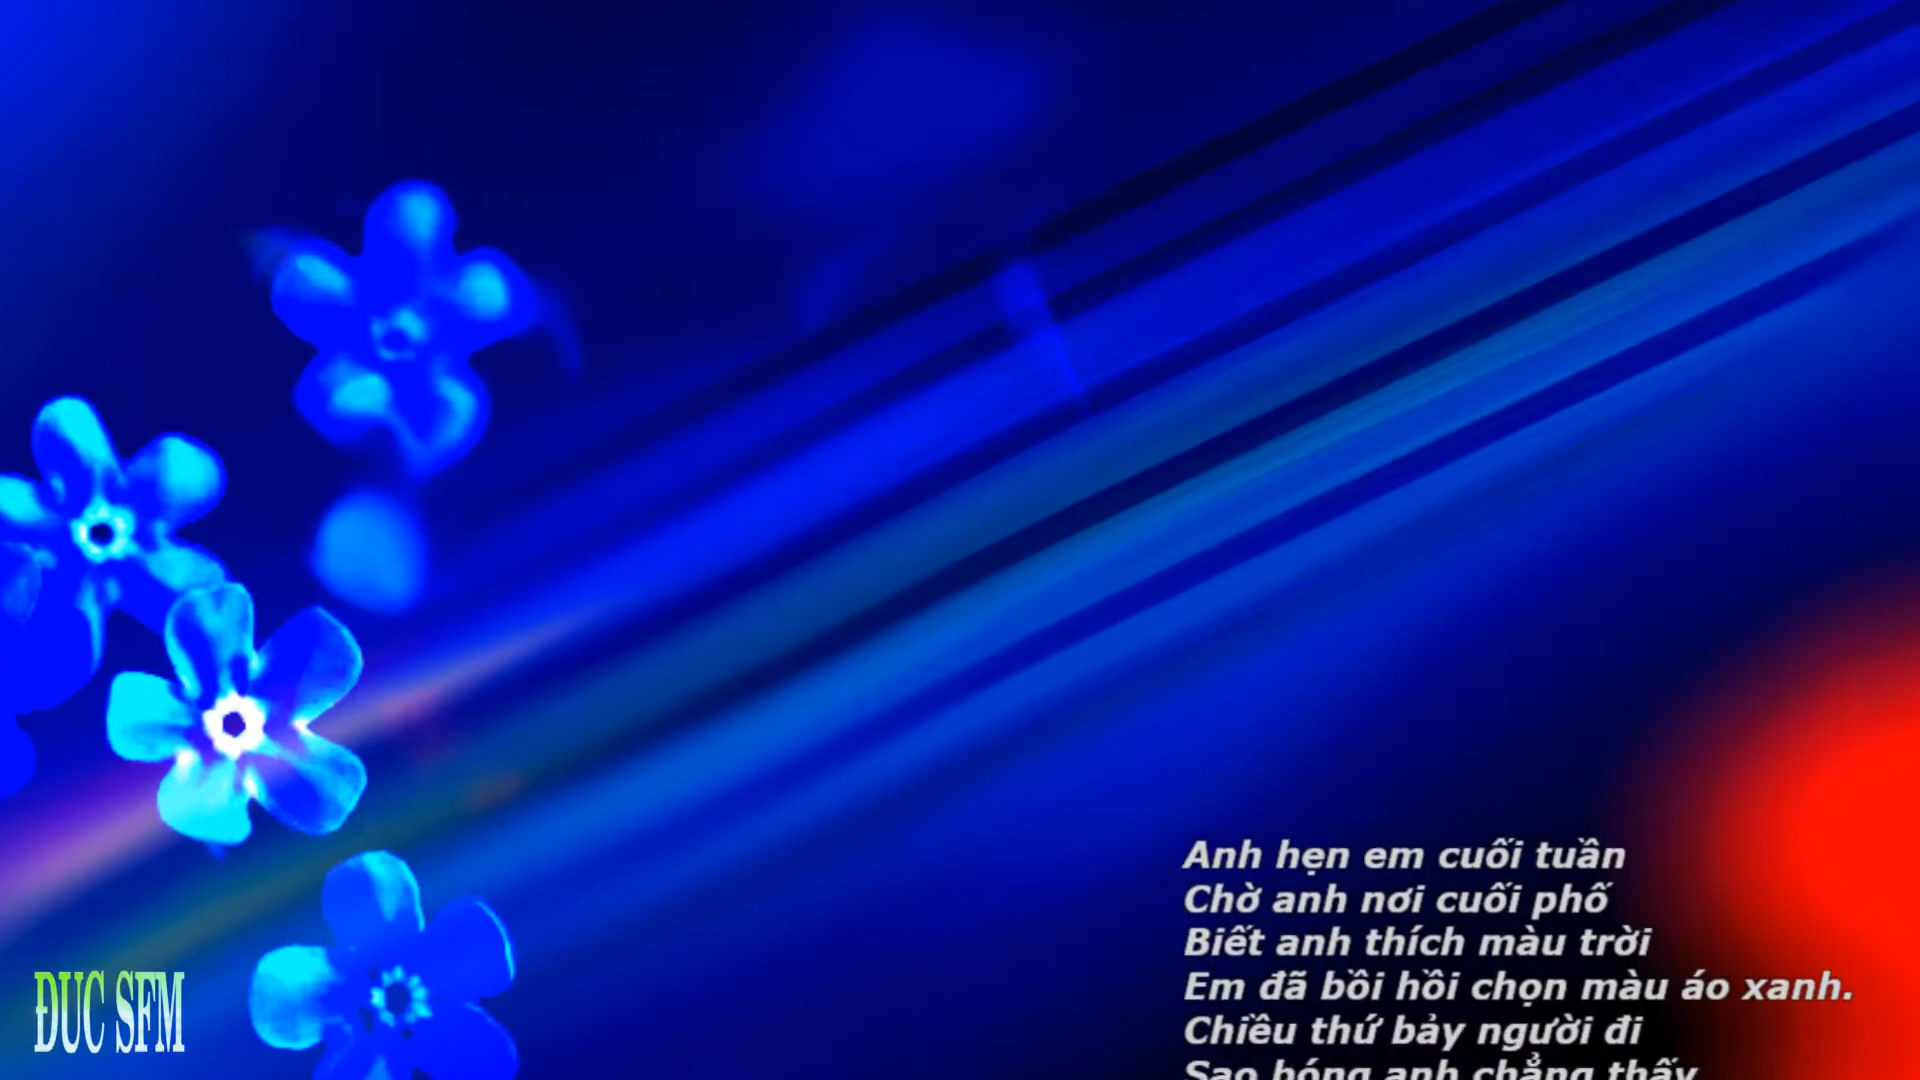 Anh hẹn em cuối tuần
Chờ anh nơi cuối phố
Biết anh thích màu trời
Em đã bồi hồi chọn màu áo xanh.
Chiều thứ bảy người đi
Sao bóng anh chẳng thấy
ĐUC SFM